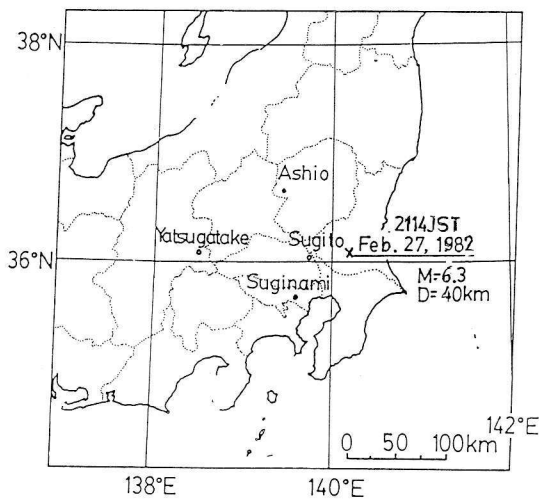 38°N
Ashio
2114JST
Yatsugatake
Sugito
Feb. 27, 1982
36°N
M=6.3
Suginami
D= 40km
142°E
0 50 100km
138°E
140°E